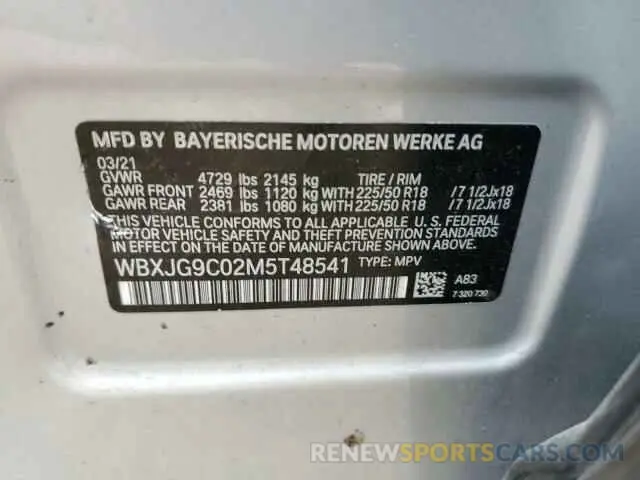 MFD BY BAYERISCHE MOTOREN WERKE AG
03/21
GVWR 4729 lbs 2145 kg TIRE / RIM
GAWR FRONT 2469 lbs 1120 kg WITH 225/50 R18 /7 1/2Jx18
GAWR REAR 2381 lbs 1080 kg WITH 225/50 R18 /7 1/2Jx18
THIS VEHICLE CONFORMS TO ALL APPLICABLE U. S. FEDERAL
MOTOR VEHICLE SAFETY, BUMPER, AND THEFT PREVENTION
STANDARDS IN EFFECT ON THE DATE OF MANUFACTURE SHOWN ABOVE.
WBXJG9C02M5T48541 TYPE: MPV
A83
7 320 730
RENEWSPORTSCARS.COM